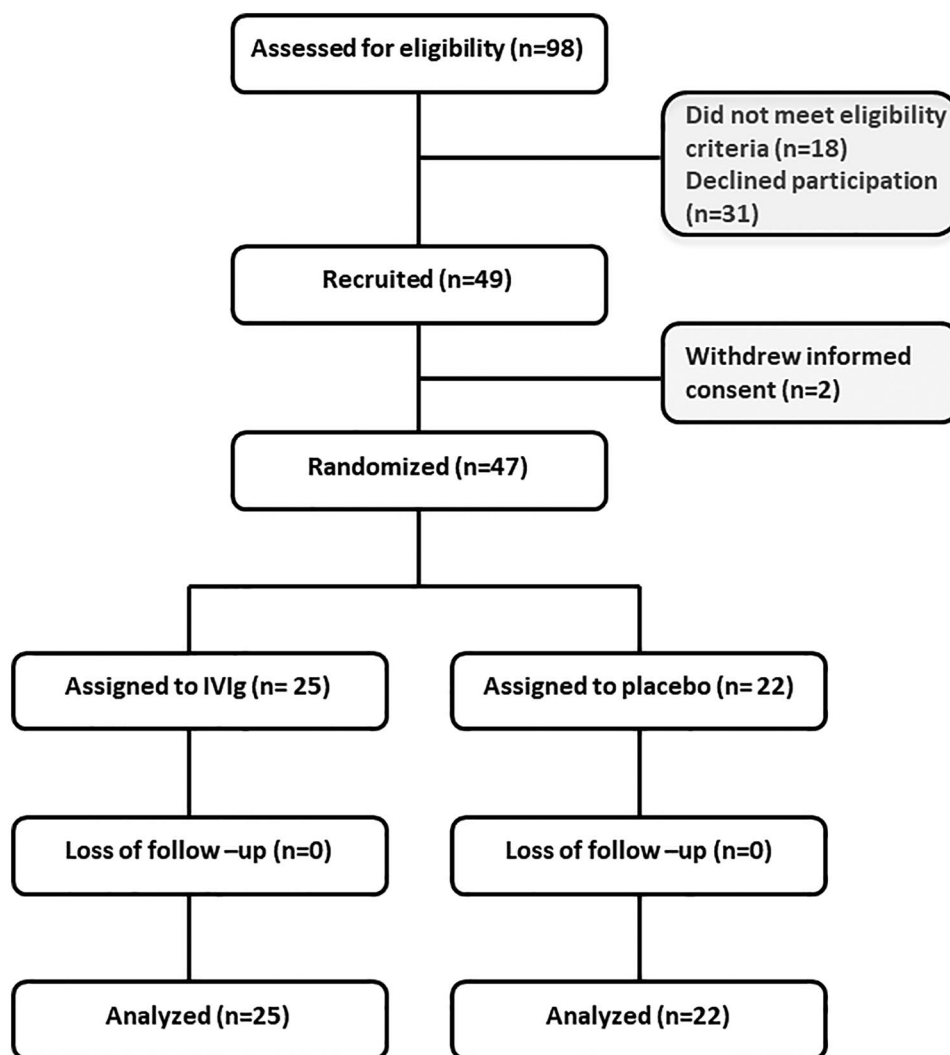 Assessed for eligibility (n=98)
Did not meet eligibility
criteria (n=18)
Declined participation
(n=31)
Recruited (n=49)
Withdrew informed
consent (n=2)
Randomized (n=47)
Assigned to IVIg (n= 25)
Assigned to placebo (n= 22)
Loss of follow –up (n=0)
Loss of follow –up (n=0)
Analyzed (n=25)
Analyzed (n=22)